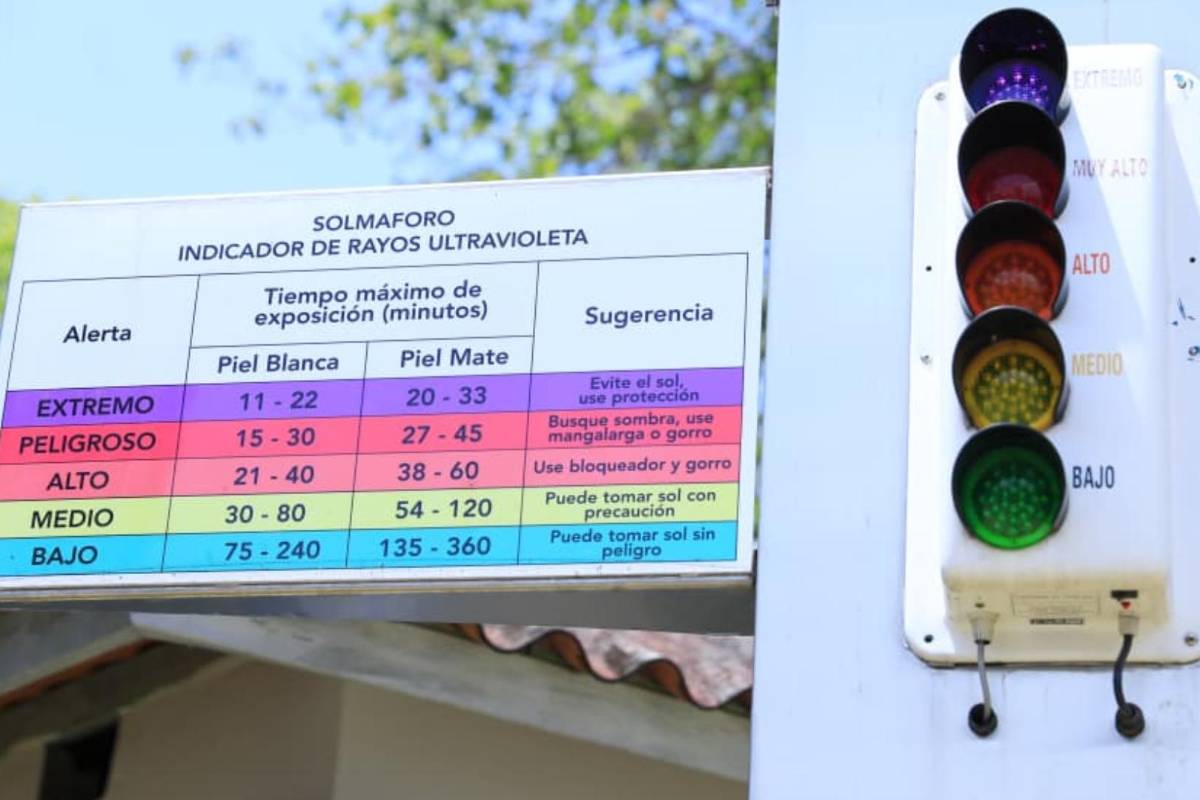 SOLMAFORO
INDICADOR DE RAYOS ULTRAVIOLETA
Alerta
Tiempo máximo de
exposición (minutos)
Sugerencia
Piel Blanca
Piel Mate
EXTREMO
11 - 22
20 - 33
Evite el sol,
use protección
PELIGROSO
15 - 30
27 - 45
Busque sombra, use
mangalarga o gorro
ALTO
21 - 40
38 - 60
Use bloqueador y gorro
MEDIO
30 - 80
54 - 120
Puede tomar sol con
precaución
BAJO
75 - 240
135 - 360
Puede tomar sol sin
peligro
EXTREMO
MUY ALTO
ALTO
MEDIO
BAJO